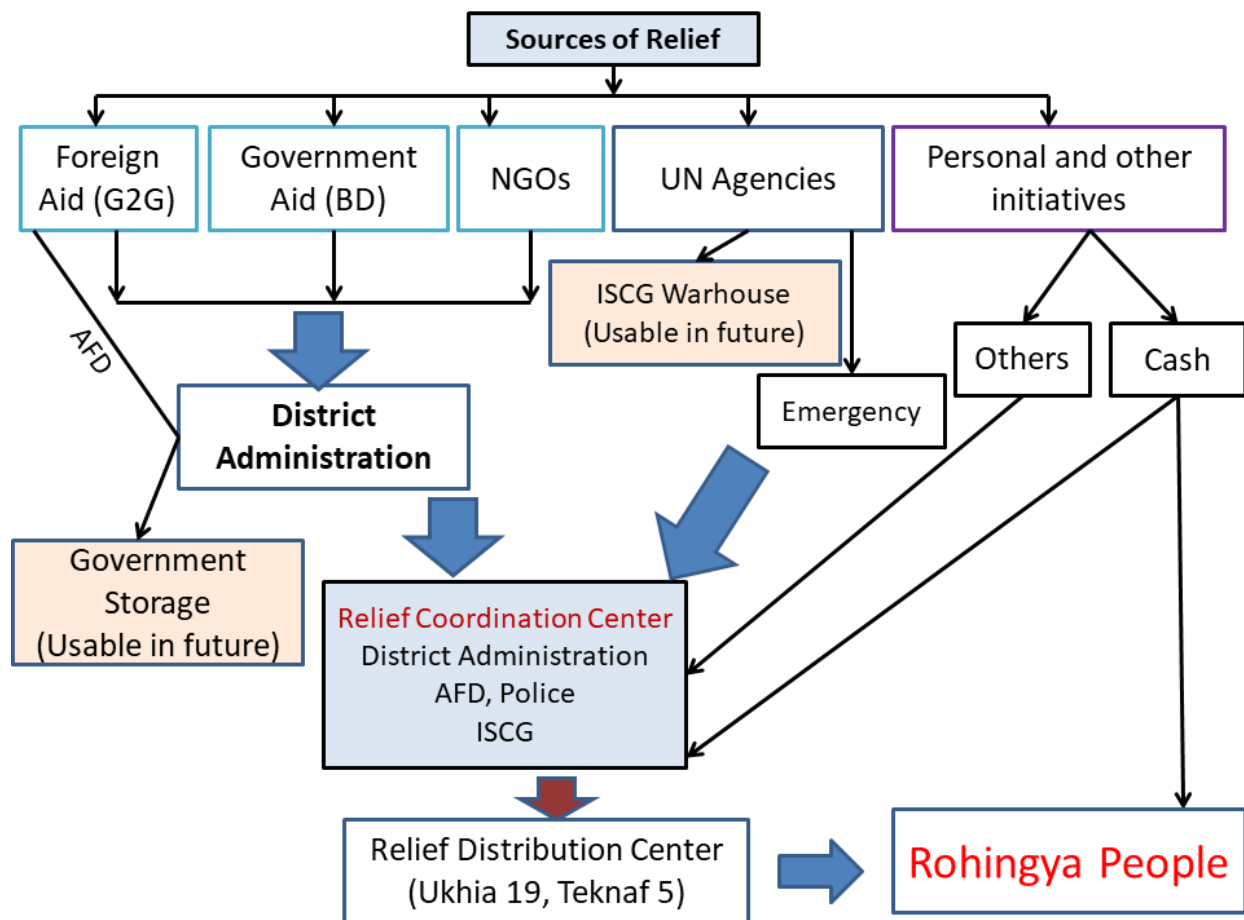 Sources of Relief
Foreign
Aid (G2G)
Government
Aid (BD)
NGOs
UN Agencies
Personal and other
initiatives
AFD
ISCG Warhouse
(Usable in future)
Others
Cash
Emergency
District
Administration
Government
Storage
(Usable in future)
Relief Coordination Center
District Administration
AFD, Police
ISCG
Relief Distribution Center
(Ukhia 19, Teknaf 5)
Rohingya People